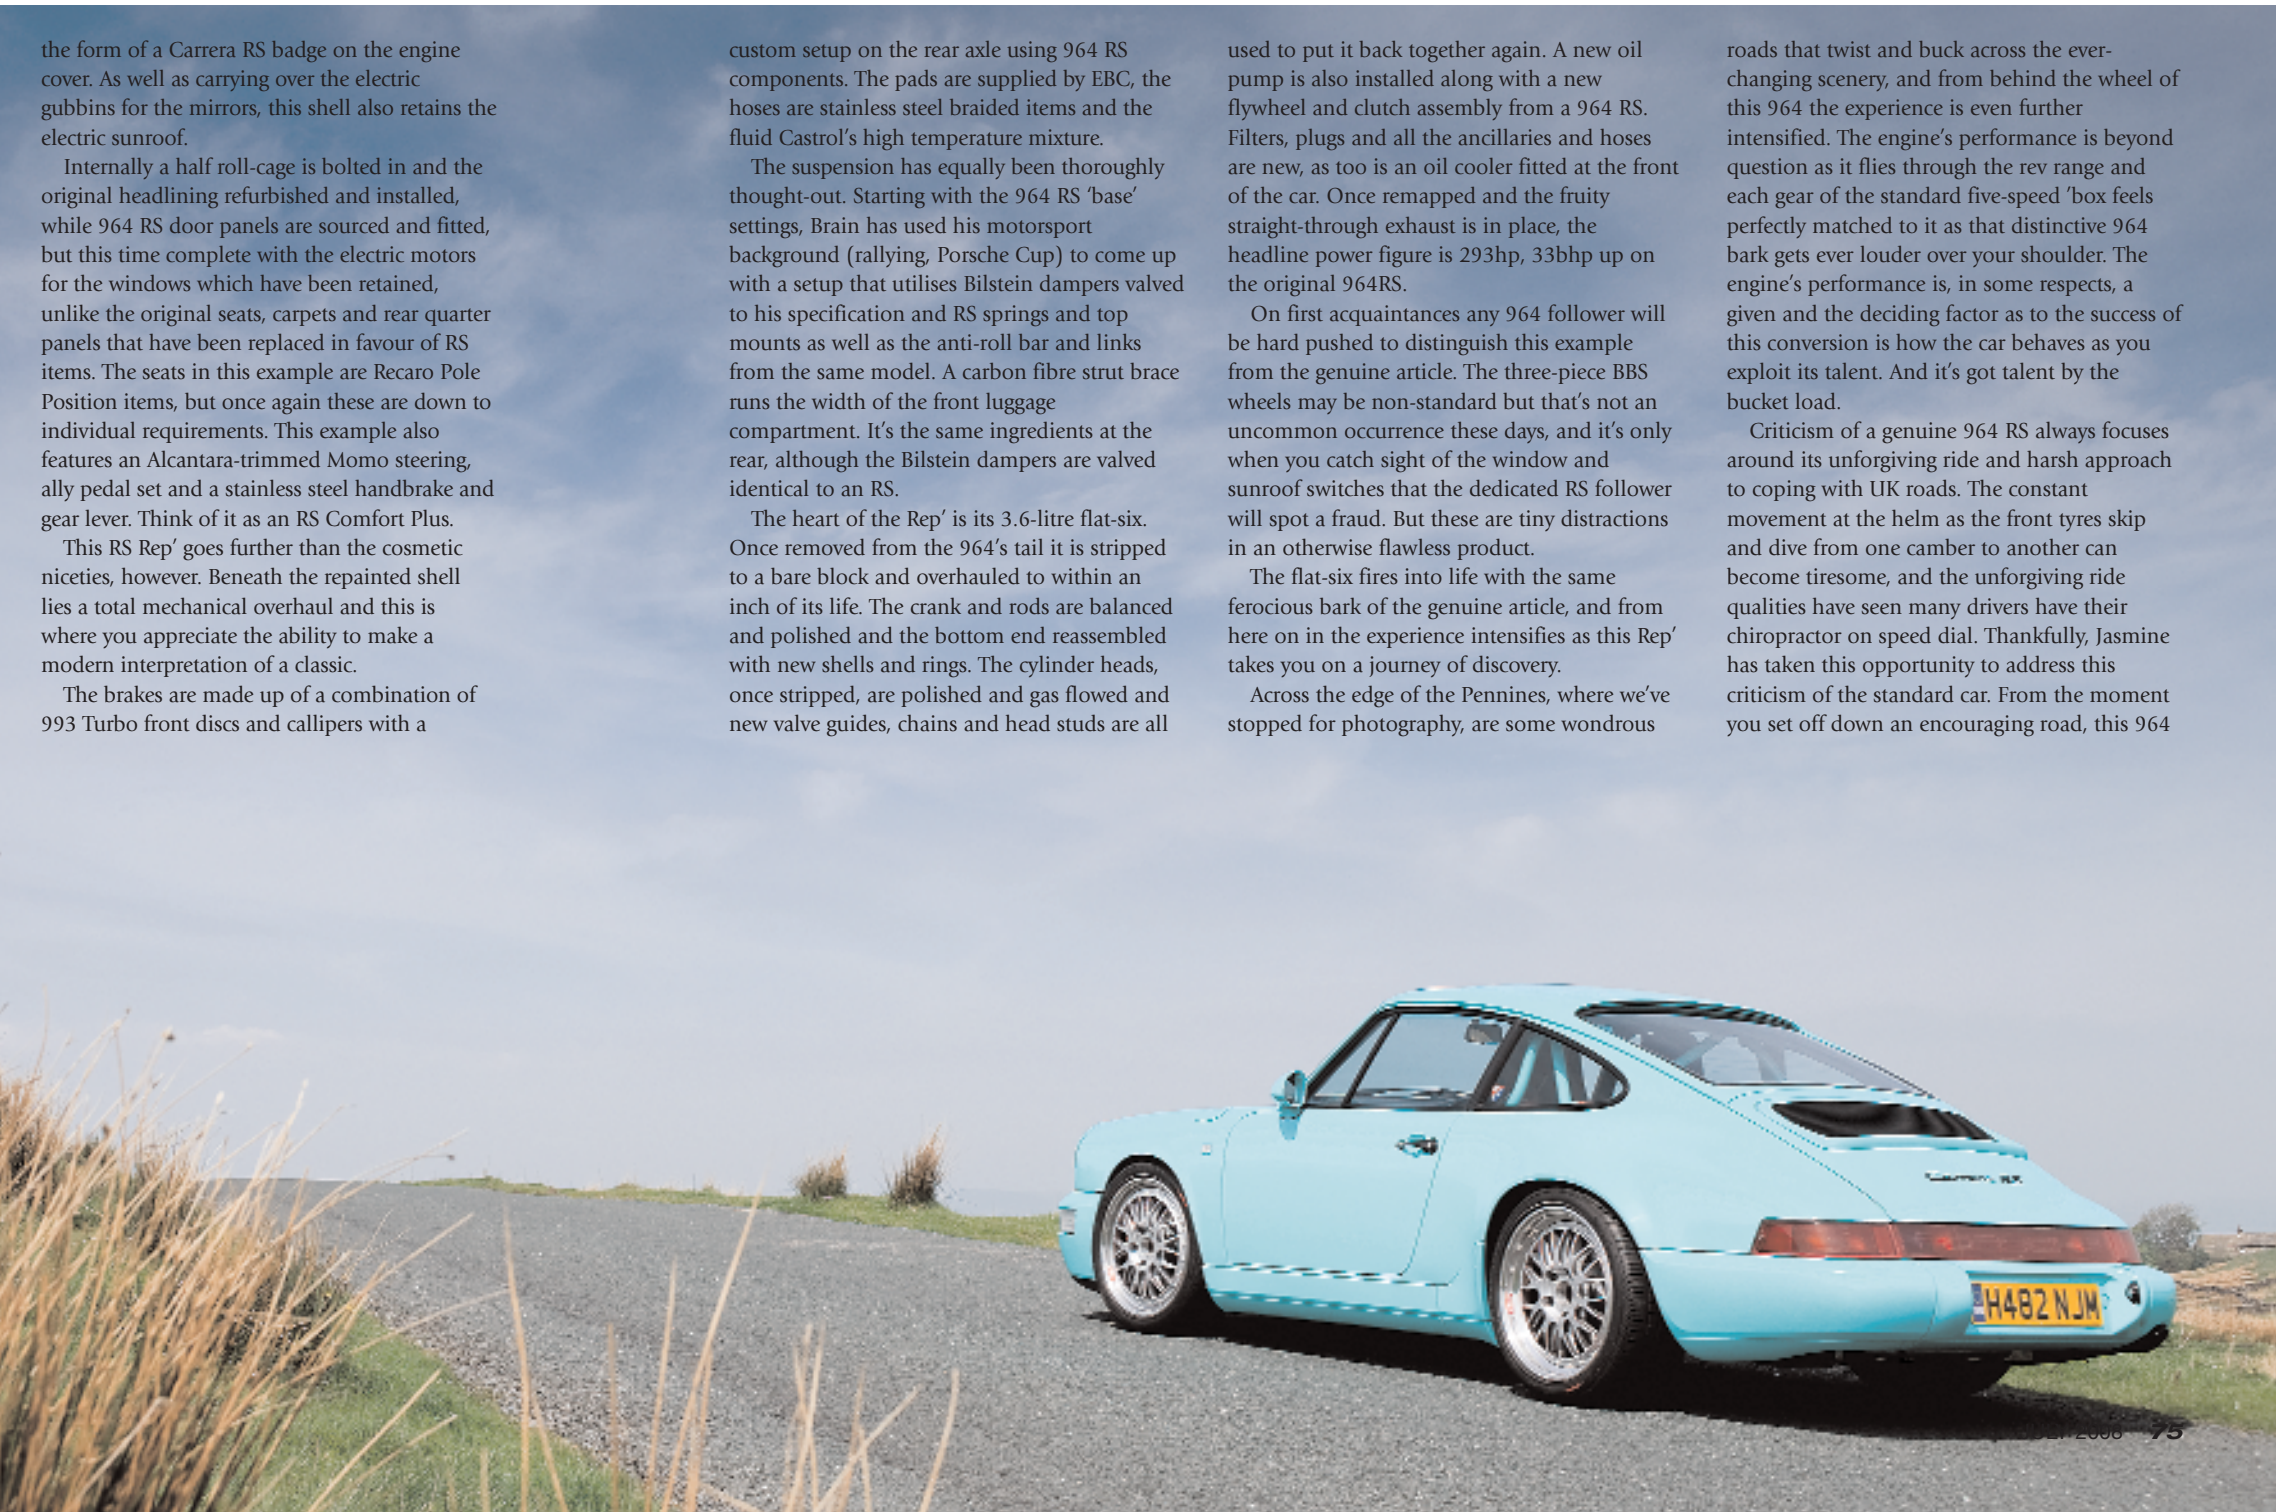 the form of a Carrera RS badge on the engine
cover. As well as carrying over the electric
gubbins for the mirrors, this shell also retains the
electric sunroof.
Internally a half roll-cage is bolted in and the
original headlining refurbished and installed,
while 964 RS door panels are sourced and fitted,
but this time complete with the electric motors
for the windows which have been retained,
unlike the original seats, carpets and rear quarter
panels that have been replaced in favour of RS
items. The seats in this example are Recaro Pole
Position items, but once again these are down to
individual requirements. This example also
features an Alcantara-trimmed Momo steering,
ally pedal set and a stainless steel handbrake and
gear lever. Think of it as an RS Comfort Plus.
This RS Rep’ goes further than the cosmetic
niceties, however. Beneath the repainted shell
lies a total mechanical overhaul and this is
where you appreciate the ability to make a
modern interpretation of a classic.
The brakes are made up of a combination of
993 Turbo front discs and callipers with a
custom setup on the rear axle using 964 RS
components. The pads are supplied by EBC, the
hoses are stainless steel braided items and the
fluid Castrol’s high temperature mixture.
The suspension has equally been thoroughly
thought-out. Starting with the 964 RS ‘base’
settings, Brain has used his motorsport
background (rallying, Porsche Cup) to come up
with a setup that utilises Bilstein dampers valved
to his specification and RS springs and top
mounts as well as the anti-roll bar and links
from the same model. A carbon fibre strut brace
runs the width of the front luggage
compartment. It’s the same ingredients at the
rear, although the Bilstein dampers are valved
identical to an RS.
The heart of the Rep’ is its 3.6-litre flat-six.
Once removed from the 964’s tail it is stripped
to a bare block and overhauled to within an
inch of its life. The crank and rods are balanced
and polished and the bottom end reassembled
with new shells and rings. The cylinder heads,
once stripped, are polished and gas flowed and
new valve guides, chains and head studs are all
used to put it back together again. A new oil
pump is also installed along with a new
flywheel and clutch assembly from a 964 RS.
Filters, plugs and all the ancillaries and hoses
are new, as too is an oil cooler fitted at the front
of the car. Once remapped and the fruity
straight-through exhaust is in place, the
headline power figure is 293hp, 33bhp up on
the original 964RS.
On first acquaintances any 964 follower will
be hard pushed to distinguish this example
from the genuine article. The three-piece BBS
wheels may be non-standard but that’s not an
uncommon occurrence these days, and it’s only
when you catch sight of the window and
sunroof switches that the dedicated RS follower
will spot a fraud. But these are tiny distractions
in an otherwise flawless product.
The flat-six fires into life with the same
ferocious bark of the genuine article, and from
here on in the experience intensifies as this Rep’
takes you on a journey of discovery.
Across the edge of the Pennines, where we’ve
stopped for photography, are some wondrous
roads that twist and buck across the ever-
changing scenery, and from behind the wheel of
this 964 the experience is even further
intensified. The engine’s performance is beyond
question as it flies through the rev range and
each gear of the standard five-speed ’box feels
perfectly matched to it as that distinctive 964
bark gets ever louder over your shoulder. The
engine’s performance is, in some respects, a
given and the deciding factor as to the success of
this conversion is how the car behaves as you
exploit its talent. And it’s got talent by the
bucket load.
Criticism of a genuine 964 RS always focuses
around its unforgiving ride and harsh approach
to coping with UK roads. The constant
movement at the helm as the front tyres skip
and dive from one camber to another can
become tiresome, and the unforgiving ride
qualities have seen many drivers have their
chiropractor on speed dial. Thankfully, Jasmine
has taken this opportunity to address this
criticism of the standard car. From the moment
you set off down an encouraging road, this 964
Carrera RS
H482 NJM
2008 75